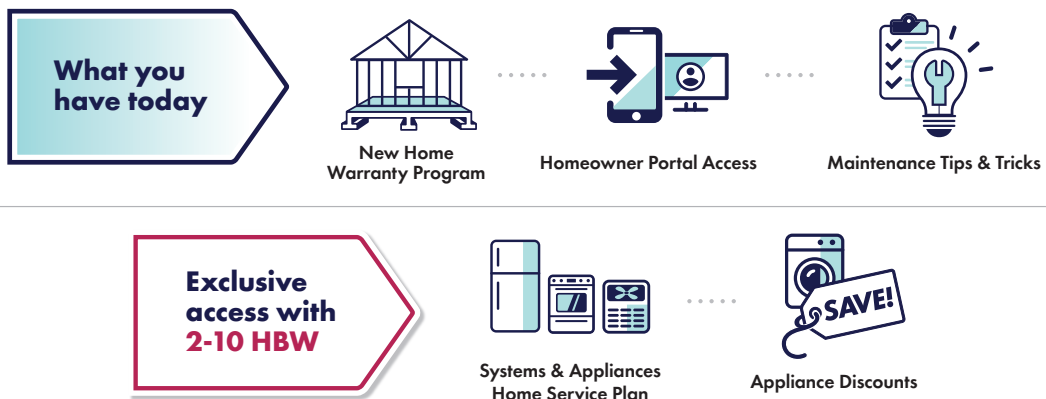 What you
have today
New Home
Warranty Program
Homeowner Portal Access
Maintenance Tips & Tricks
Exclusive
access with
2-10 HBW
Systems & Appliances
Home Service Plan
SAVE!
Appliance Discounts